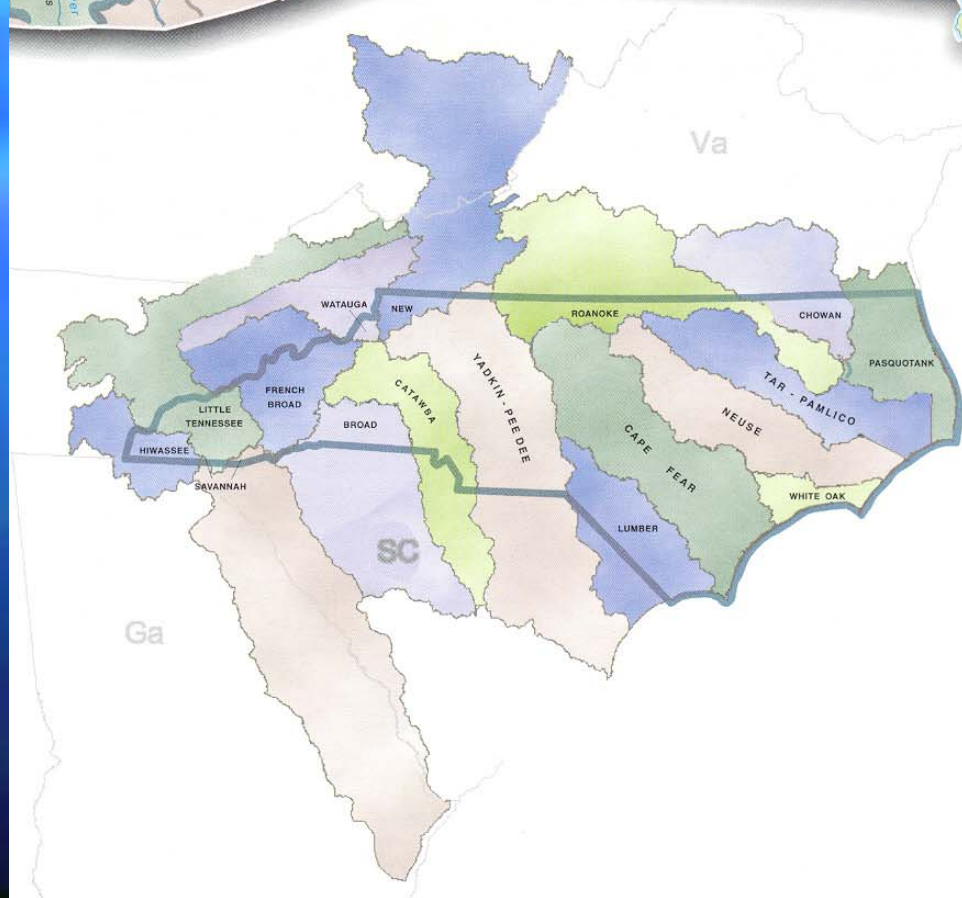 Va
WATAUGA
NEW
ROANOKE
CHOWAN
PASQUOTANK
YADKIN - PEE DEE
TAR - PAMLICO
FRENCH
BROAD
CATAWBA
LITTLE
TENNESSEE
BROAD
NEUSE
CAPE FEAR
HIWASSEE
SAVANNAH
WHITE OAK
LUMBER
SC
Ga